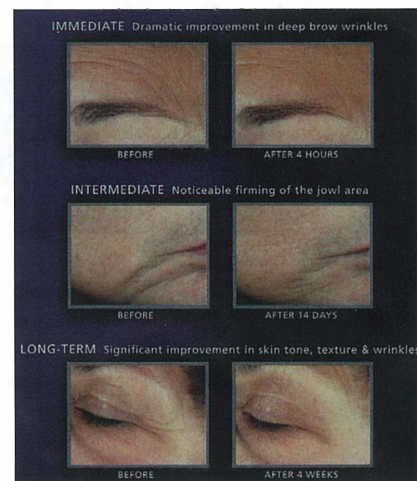 IMMEDIATE Dramatic improvement in deep brow wrinkles
BEFORE AFTER 4 HOURS
INTERMEDIATE Noticeable firming of the jowl area
BEFORE AFTER 14 DAYS
LONG-TERM Significant improvement in skin tone, texture & wrinkles
BEFORE AFTER 4 WEEKS